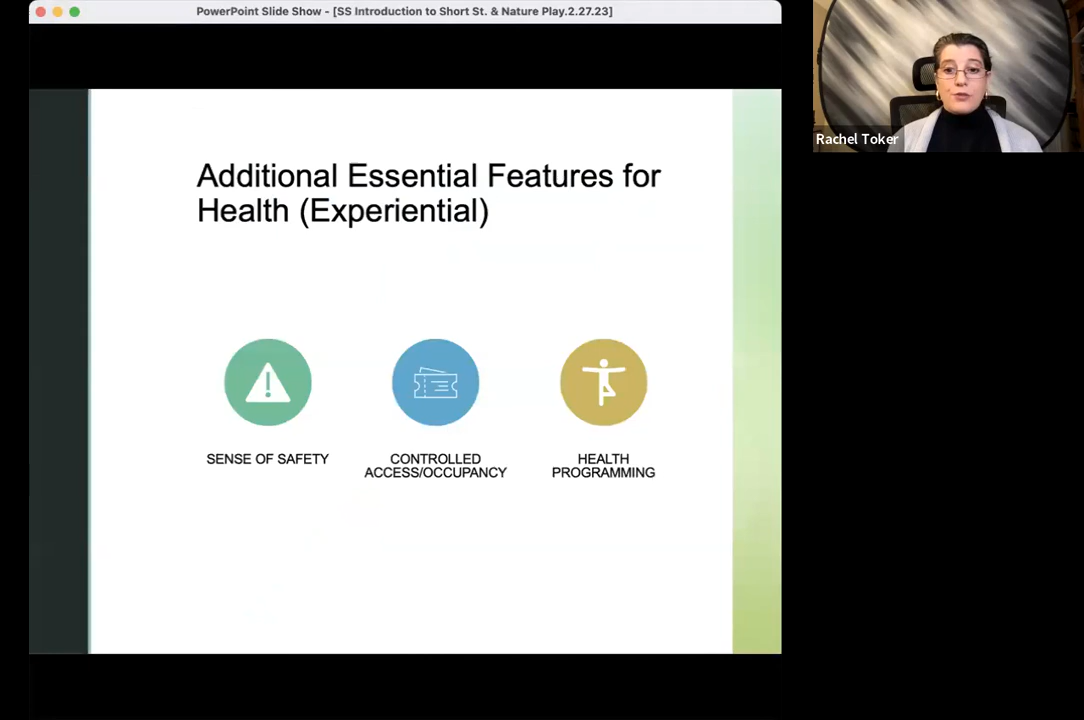 PowerPoint Slide Show - [SS Introduction to Short St. & Nature Play.2.27.23]
Rachel Toker
Additional Essential Features for
Health (Experiential)
SENSE OF SAFETY
CONTROLLED
ACCESS/OCCUPANCY
HEALTH
PROGRAMMING